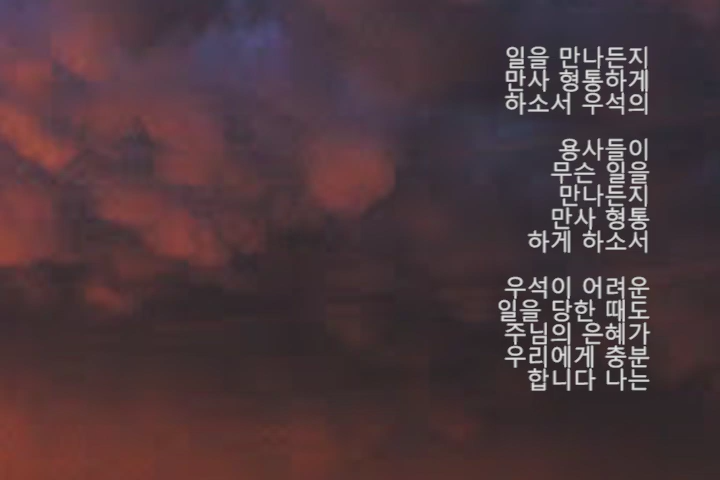 일을 만나든지
만사 형통하게
하소서 우석의
용사들이
무슨 일을
만나든지
만사 형통
하게 하소서
우석이 어려운
일을 당한 때도
주님의 은혜가
우리에게 충분
합니다 나는